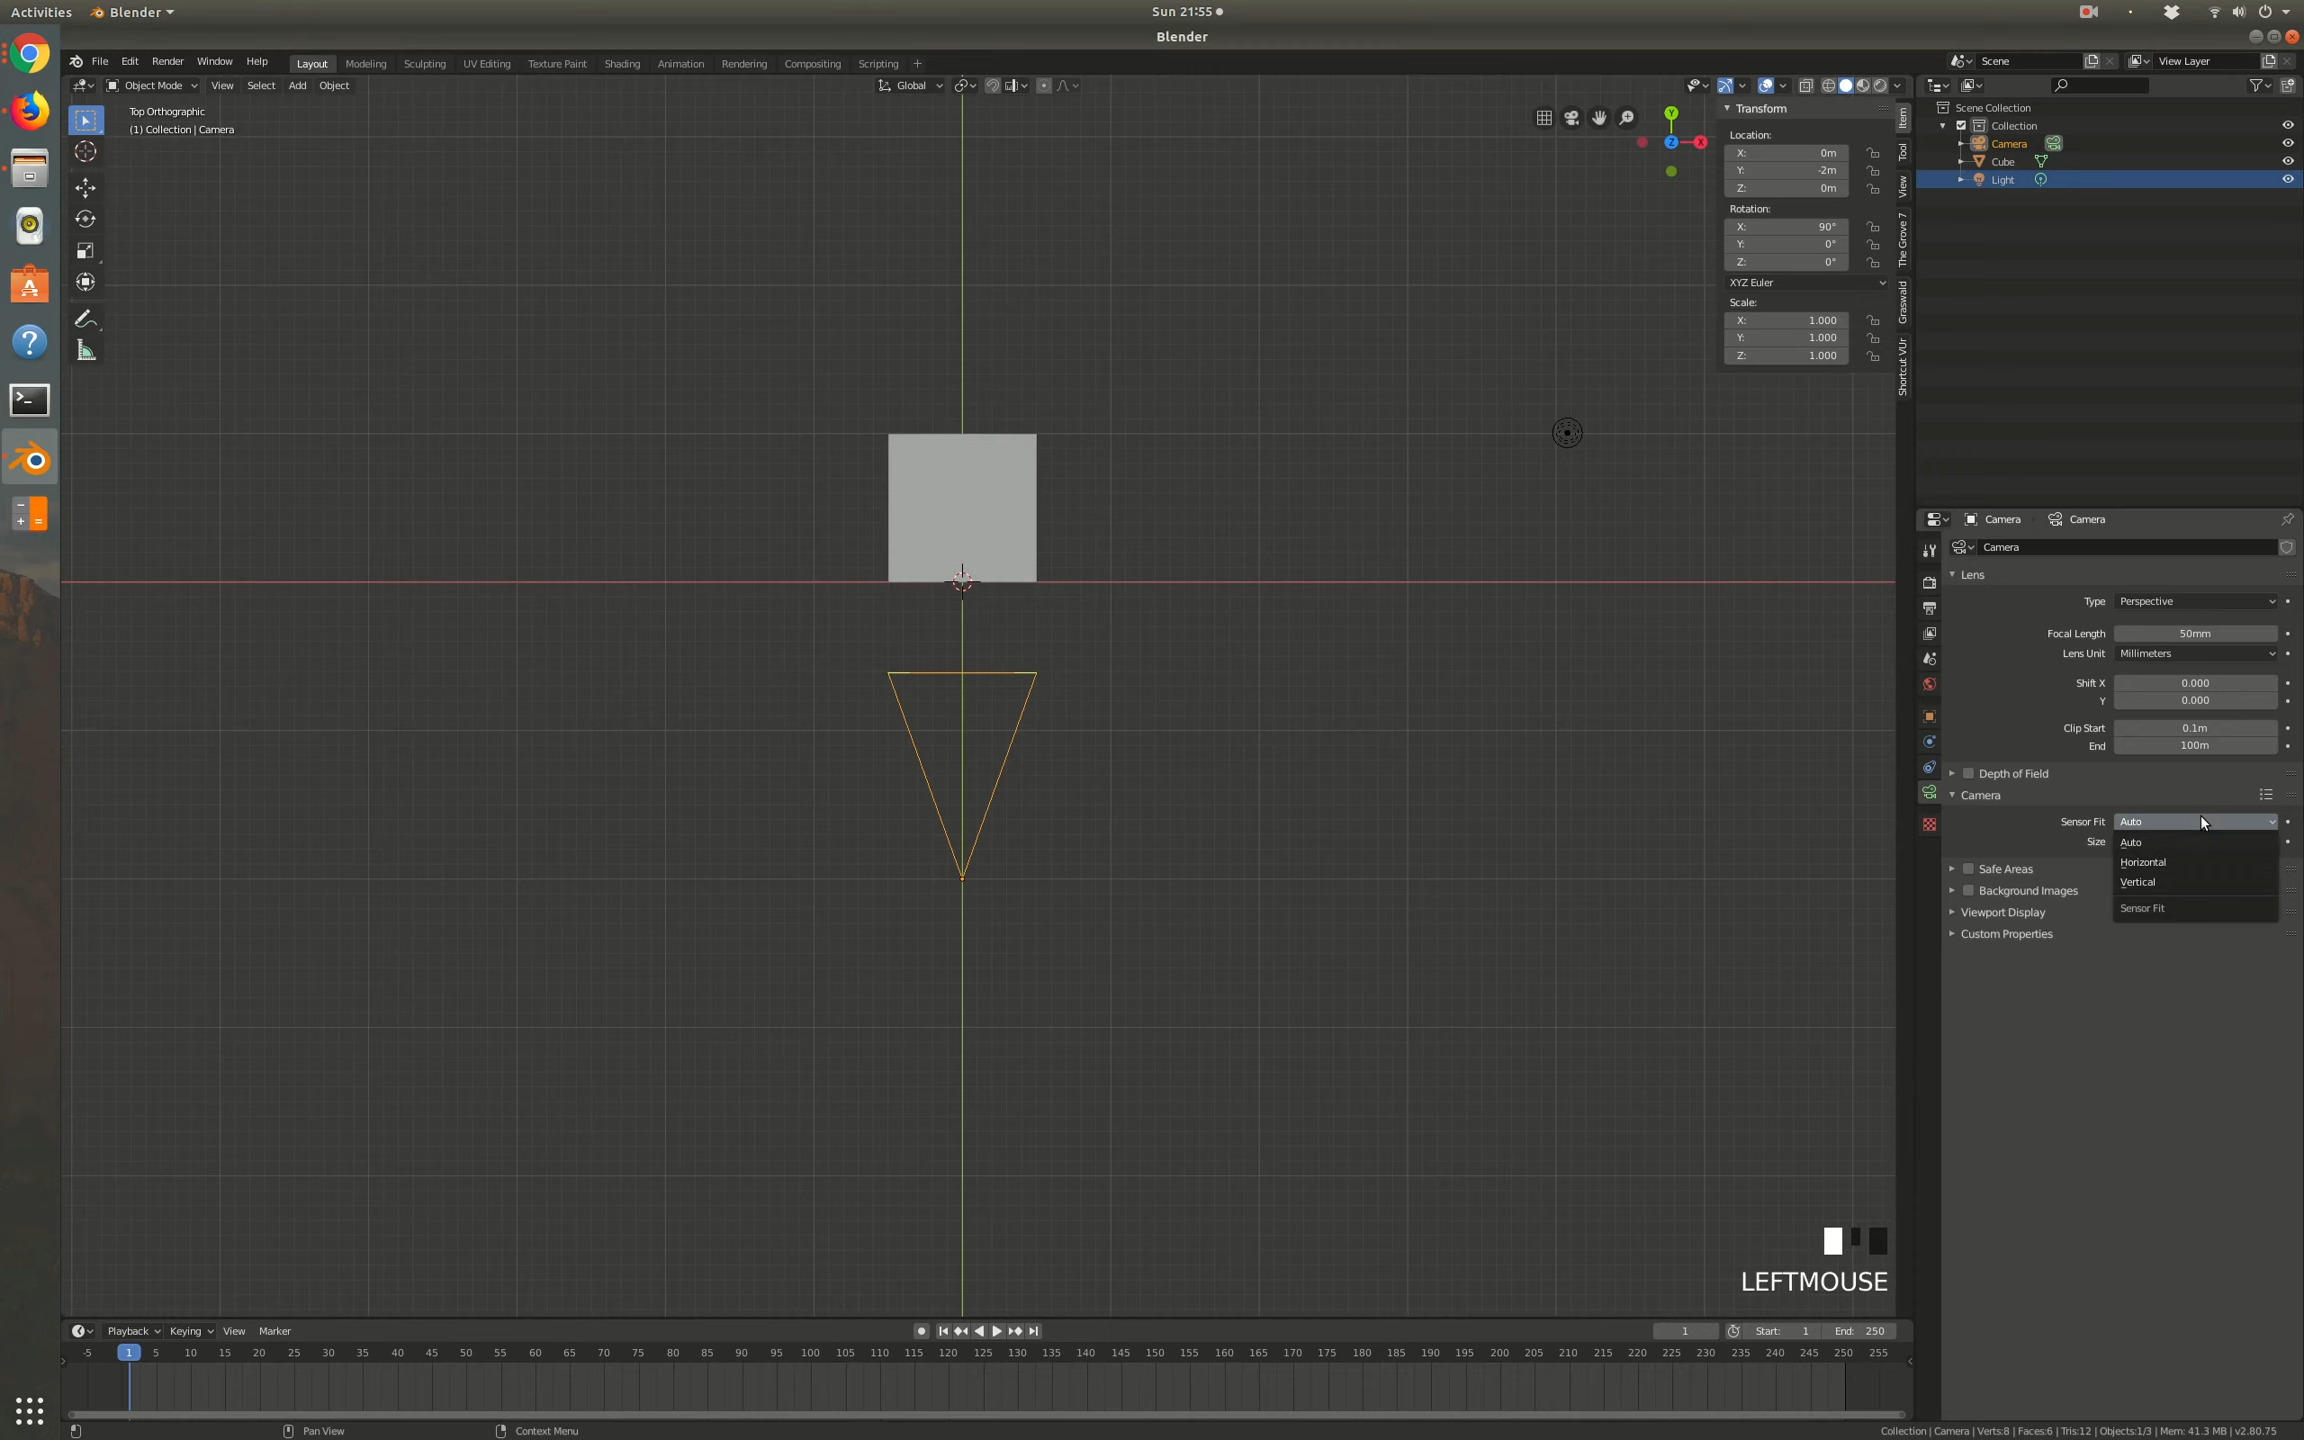 Activities Blender Sun 21:55
Blender
File Edit Render Window Help Layout Modeling Sculpting UV Editing Texture Paint Shading Animation Rendering Compositing Scripting + Scene View Layer
Object Mode View Select Add Object Global
Top Orthographic
(1) Collection | Camera
Transform
Location:
X: 0m
Y: -2m
Z: 0m
Rotation:
X: 90°
Y: 0°
Z: 0°
XYZ Euler
Scale:
X: 1.000
Y: 1.000
Z: 1.000
Item
Tool
View
The Grove 7
Graswald
Shortcut VUr
Y
Z
X
Scene Collection
Collection
Camera
Cube
Light
Camera Camera
Camera
Lens
Type Perspective
Focal Length 50mm
Lens Unit Millimeters
Shift X 0.000
Y 0.000
Clip Start 0.1m
End 100m
Depth of Field
Camera
Sensor Fit Auto
Size Auto
Horizontal
Safe Areas
Vertical
Background Images
Sensor Fit
Viewport Display
Custom Properties
LEFTMOUSE
Playback Keying View Marker 1 Start: 1 End: 250
-5 1 5 10 15 20 25 30 35 40 45 50 55 60 65 70 75 80 85 90 95 100 105 110 115 120 125 130 135 140 145 150 155 160 165 170 175 180 185 190 195 200 205 210 215 220 225 230 235 240 245 250 255
Pan View Context Menu Collection | Camera | Verts:8 | Faces:6 | Tris:12 | Objects:1/3 | Mem: 41.3 MB | v2.80.75